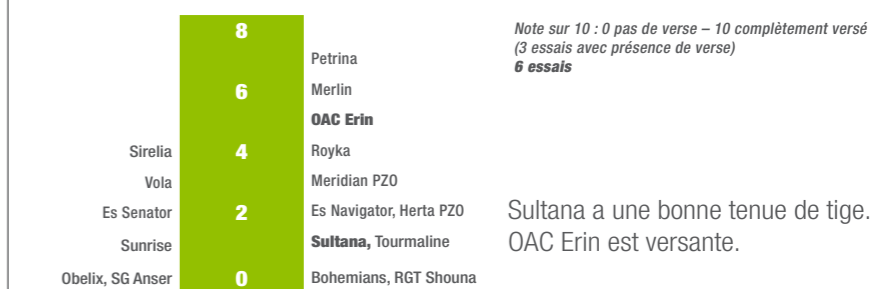 8
Petrina
6 Merlin
OAC Erin
Sirelia 4 Royka
Vola Meridian PZO
Es Senator 2 Es Navigator, Herta PZO
Sunrise Sultana, Tourmaline
Obelix, SG Anser 0 Bohemians, RGT Shouna
Note sur 10 : 0 pas de verse – 10 complètement versé
(3 essais avec présence de verse)
6 essais
Sultana a une bonne tenue de tige.
OAC Erin est versante.